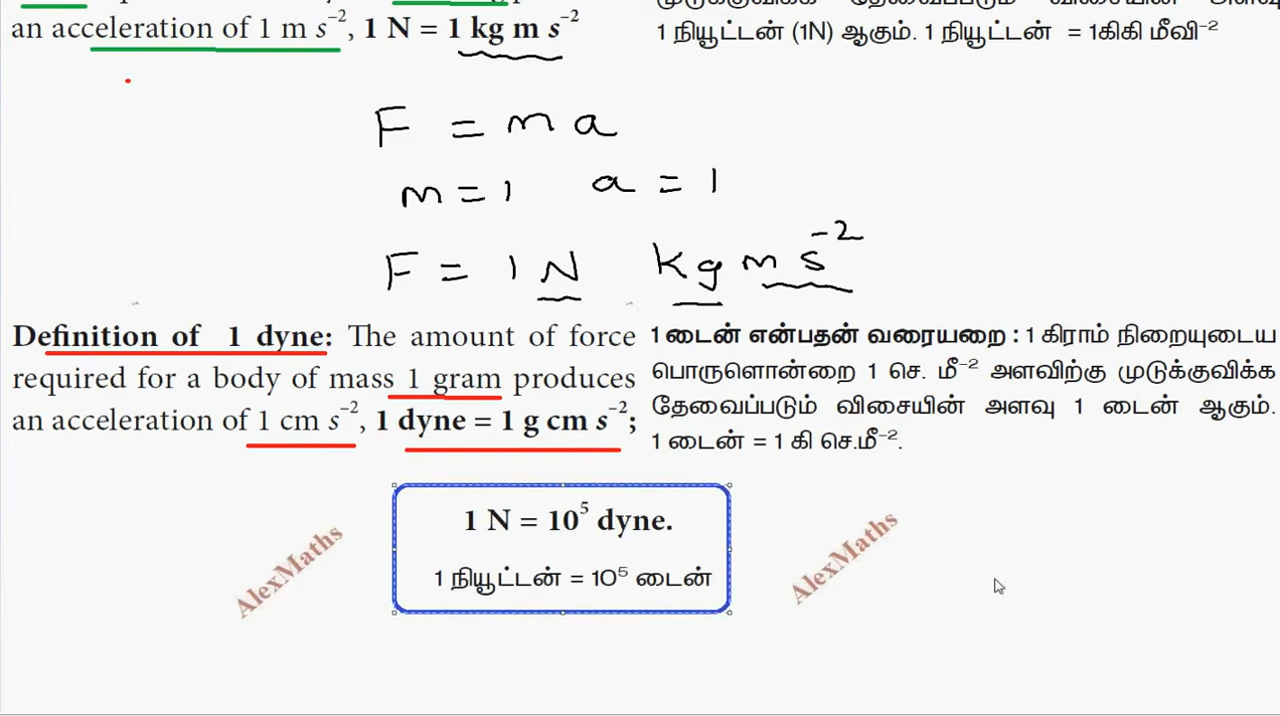 an acceleration of 1 m s⁻², 1 N = 1 kg m s⁻²
1 நியூட்டன் (1N) ஆகும். 1 நியூட்டன் = 1கிகி மீவி⁻²
F = m a
m = 1 a = 1
F = 1 N kg m s⁻²
Definition of 1 dyne: The amount of force
required for a body of mass 1 gram produces
an acceleration of 1 cm s⁻², 1 dyne = 1 g cm s⁻²;
1 டைன் என்பதன் வரையறை : 1 கிராம் நிறையுடைய
பொருளொன்றை 1 செ. மீ⁻² அளவிற்கு முடுக்குவிக்க
தேவைப்படும் விசையின் அளவு 1 டைன் ஆகும்.
1 டைன் = 1 கி செ.மீ⁻².
1 N = 10⁵ dyne.
1 நியூட்டன் = 10⁵ டைன்
AlexMaths
AlexMaths